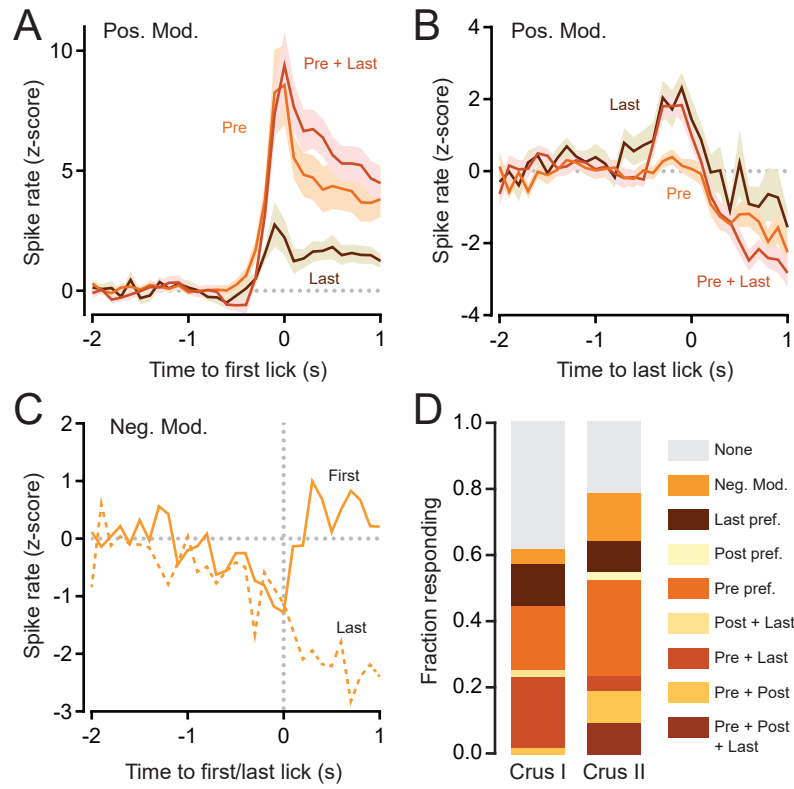 A
Pos. Mod.
10
5
0
Spike rate (z-score)
Pre + Last
Pre
Last
-2
-1
0
1
Time to first lick (s)
B
Pos. Mod.
4
2
0
-2
-4
Spike rate (z-score)
Last
Pre
Pre + Last
-2
-1
0
1
Time to last lick (s)
C
Neg. Mod.
2
1
0
-1
-2
-3
Spike rate (z-score)
First
Last
-2
-1
0
1
Time to first/last lick (s)
D
1.0
0.8
0.6
0.4
0.2
0.0
Fraction responding
Crus I
Crus II
None
Neg. Mod.
Last pref.
Post pref.
Pre pref.
Post + Last
Pre + Last
Pre + Post
Pre + Post
+ Last